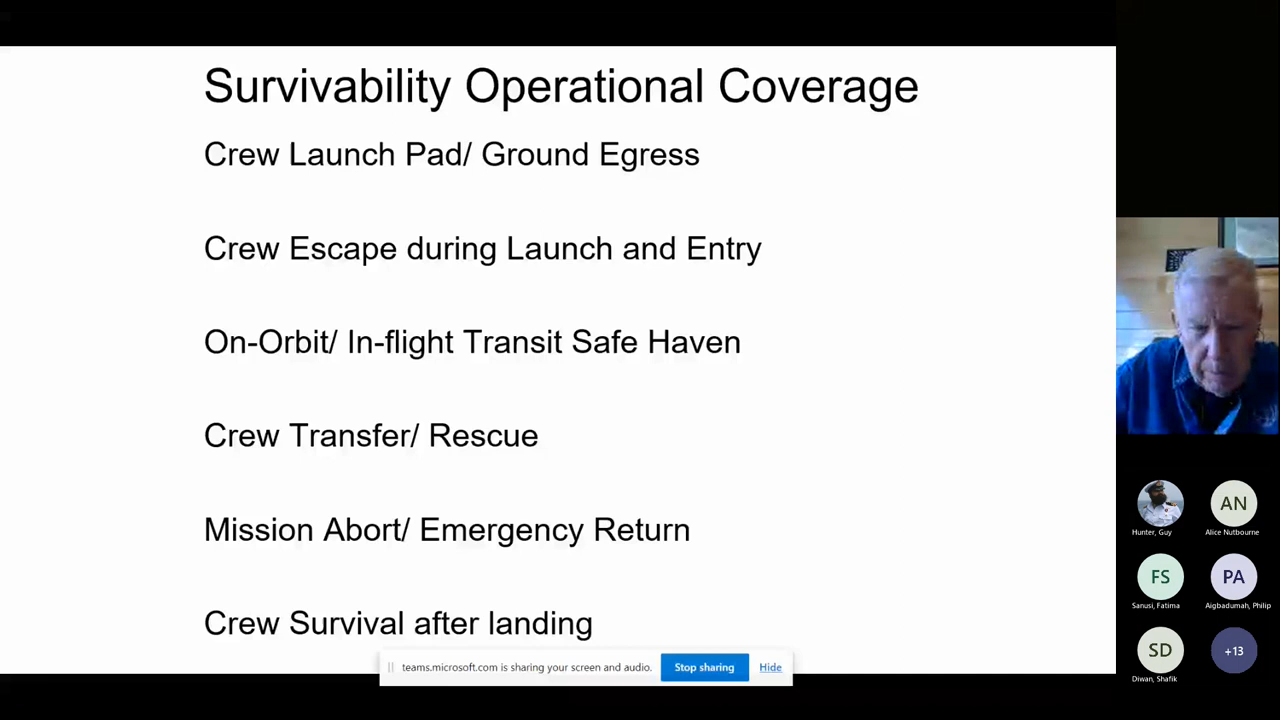 Survivability Operational Coverage
Crew Launch Pad/ Ground Egress
Crew Escape during Launch and Entry
On-Orbit/ In-flight Transit Safe Haven
Crew Transfer/ Rescue
Mission Abort/ Emergency Return
Crew Survival after landing
teams.microsoft.com is sharing your screen and audio. Stop sharing Hide
AN
Hunter, Guy Alice Nutbourne
FS PA
Sanusi, Fatima Aigbadumah, Philip
SD +13
Diwan, Shafik